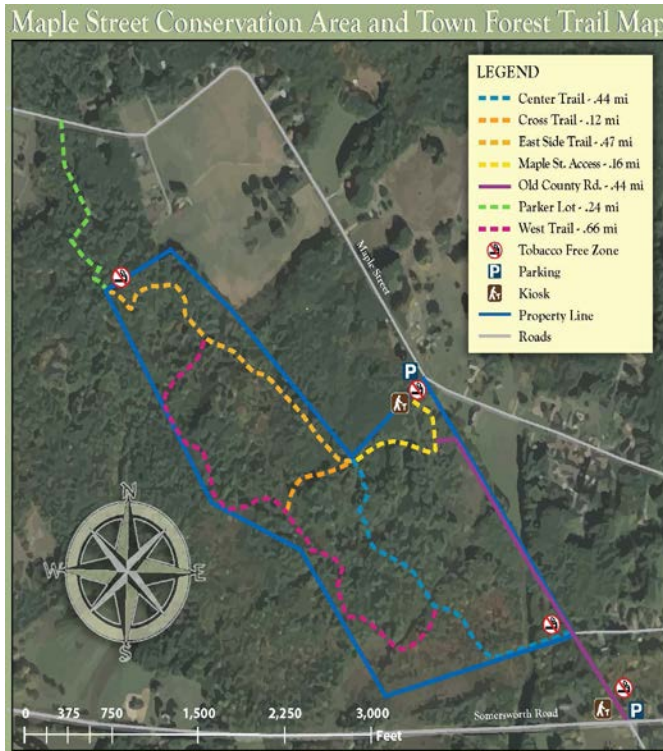 Maple Street Conservation Area and Town Forest Trail Map
LEGEND
Center Trail - .44 mi
Cross Trail - .12 mi
East Side Trail - .47 mi
Maple St. Access - .16 mi
Old County Rd. - .44 mi
Parker Lot - .24 mi
West Trail - .66 mi
Tobacco Free Zone
P Parking
Kiosk
Property Line
Roads
Maple Street
P
N
W E
S
0 375 750 1,500 2,250 3,000
Feet
Somersworth Road
P